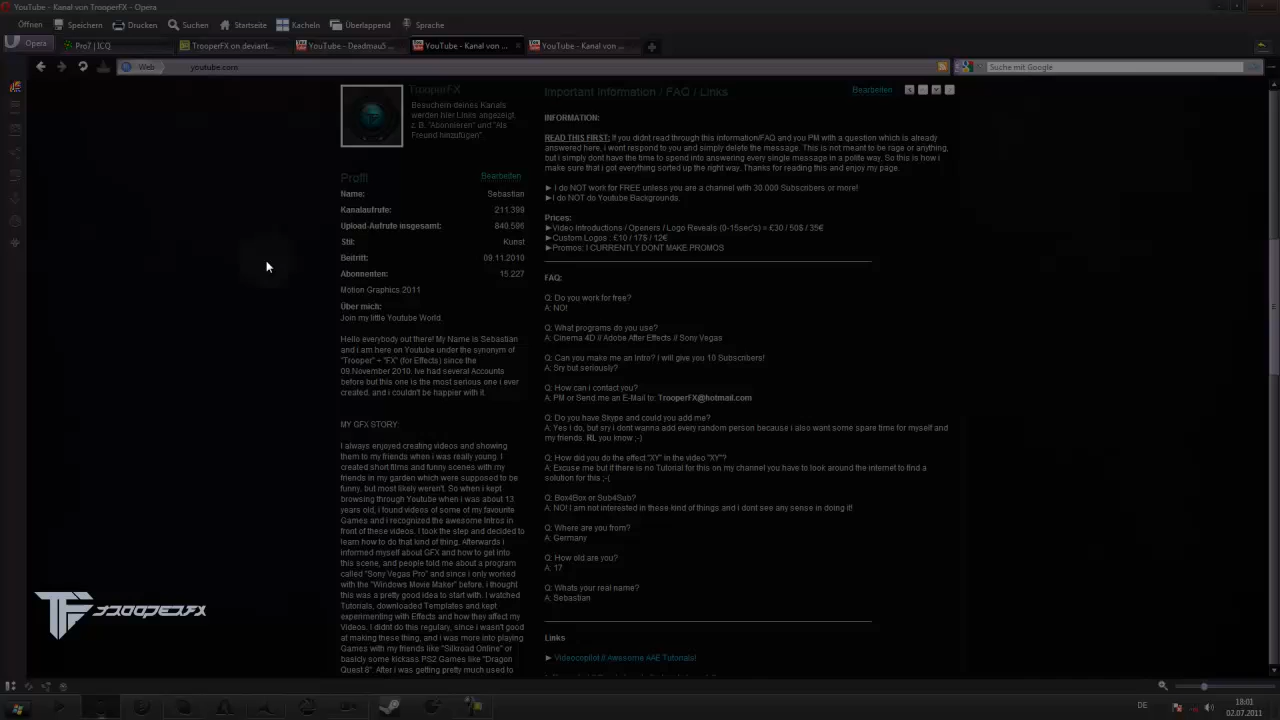 YouTube - Kanal von TrooperFX - Opera
Öffnen Speichern Drucken Suchen Startseite Kacheln Überlappend Sprache
Opera Pro7 | ICQ TrooperFX on deviant... YouTube - Deadmau5 ... YouTube - Kanal von ... YouTube - Kanal von ...
Web youtube.com Suche mit Google
TrooperFX
Besuchern deines Kanals
werden hier Links angezeigt,
z. B. "Abonnieren" und "Als
Freund hinzufügen".
Profil Bearbeiten
Name: Sebastian
Kanalaufrufe: 211.399
Upload-Aufrufe insgesamt: 840.596
Stil: Kunst
Beitritt: 09.11.2010
Abonnenten: 15.227
Motion Graphics 2011
Über mich:
Join my little Youtube World.
Hello everybody out there! My Name is Sebastian
and i am here on Youtube under the synonym of
"Trooper" + "FX" (for Effects) since the
09.November 2010. Ive had several Accounts
before but this one is the most serious one i ever
created, and i couldn't be happier with it.
MY GFX STORY:
I always enjoyed creating videos and showing
them to my friends when i was really young. I
created short films and funny scenes with my
friends in my garden which were supposed to be
funny, but most likely weren't. So when i kept
browsing through Youtube when i was about 13
years old, i found videos of some of my favourite
Games and i recognized the awesome Intros in
front of these videos. I took the step and decided to
learn how to do that kind of thing. Afterwards i
informed myself about GFX and how to get into
this scene, and people told me about a program
called "Sony Vegas Pro" and since i only worked
with the "Windows Movie Maker" before, i thought
this was a pretty good idea to start with. I watched
Tutorials, downloaded Templates and kept
experimenting with Effects and how they affect my
Videos. I didnt do this regulary, since i wasn't good
at making these thing, and i was more into playing
Games with my friends like "Silkroad Online" or
basicly some kickass PS2 Games like "Dragon
Quest 8". After i was getting pretty much used to
Important Information / FAQ / Links Bearbeiten
INFORMATION:
READ THIS FIRST: If you didnt read through this information/FAQ and you PM with a question which is already
answered here, i wont respond to you and simply delete the message. This is not meant to be rage or anything,
but i simply dont have the time to spend into answering every single message in a polite way. So this is how i
make sure that i got everything sorted up the right way. Thanks for reading this and enjoy my page.
► I do NOT work for FREE unless you are a channel with 30.000 Subscribers or more!
►I do NOT do Youtube Backgrounds.
Prices:
►Video Introductions / Openers / Logo Reveals (0-15sec's) = £30 / 50$ / 35€
►Custom Logos : £10 / 17$ / 12€
►Promos: I CURRENTLY DONT MAKE PROMOS
FAQ:
Q: Do you work for free?
A: NO!
Q: What programs do you use?
A: Cinema 4D // Adobe After Effects // Sony Vegas
Q: Can you make me an Intro? I will give you 10 Subscribers!
A: Sry but seriously?
Q: How can i contact you?
A: PM or Send me an E-Mail to: TrooperFX@hotmail.com
Q: Do you have Skype and could you add me?
A: Yes i do, but sry i dont wanna add every random person because i also want some spare time for myself and
my friends. RL you know ;-)
Q: How did you do the effect "XY" in the video "XY"?
A: Excuse me but if there is no Tutorial for this on my channel you have to look around the internet to find a
solution for this ;-(
Q: Box4Box or Sub4Sub?
A: NO! I am not interested in these kind of things and i dont see any sense in doing it!
Q: Where are you from?
A: Germany
Q: How old are you?
A: 17
Q: Whats your real name?
A: Sebastian
Links
► Videocopilot // Awesome AAE Tutorials!
TF TROOPERFX
DE 18:01
02.07.2011